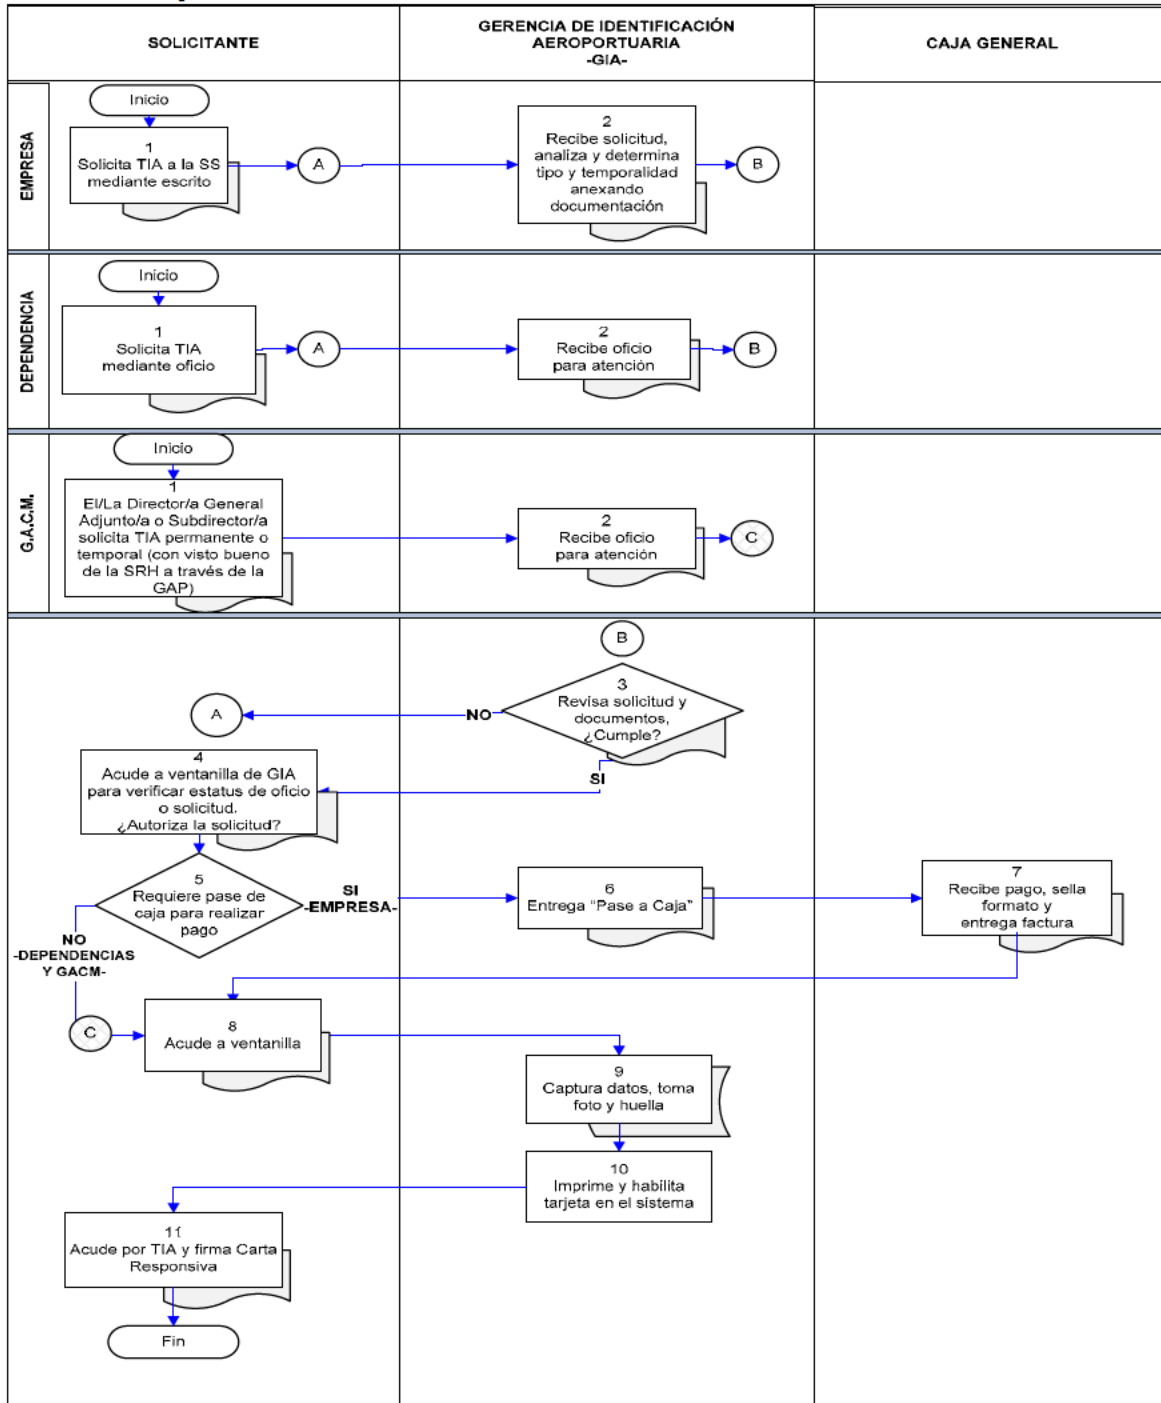 SOLICITANTE
GERENCIA DE IDENTIFICACIÓN
AEROPORTUARIA
-GIA-
CAJA GENERAL
EMPRESA
Inicio
1
Solicita TIA a la SS
mediante escrito
A
2
Recibe solicitud,
analiza y determina
tipo y temporalidad
anexando
documentación
B
DEPENDENCIA
Inicio
1
Solicita TIA
mediante oficio
A
2
Recibe oficio
para atención
B
G.A.C.M.
Inicio
1
El/La Director/a General
Adjunto/a o Subdirector/a
solicita TIA permanente o
temporal (con visto bueno
de la SRH a través de la
GAP)
2
Recibe oficio
para atención
C
B
3
Revisa solicitud y
documentos,
¿Cumple?
NO
A
SI
4
Acude a ventanilla de GIA
para verificar estatus de oficio
o solicitud.
¿Autoriza la solicitud?
5
Requiere pase de
caja para realizar
pago
SI
-EMPRESA-
6
Entrega “Pase a Caja”
7
Recibe pago, sella
formato y
entrega factura
NO
-DEPENDENCIAS
Y GACM-
C
8
Acude a ventanilla
9
Captura datos, toma
foto y huella
10
Imprime y habilita
tarjeta en el sistema
11
Acude por TIA y firma Carta
Responsiva
Fin